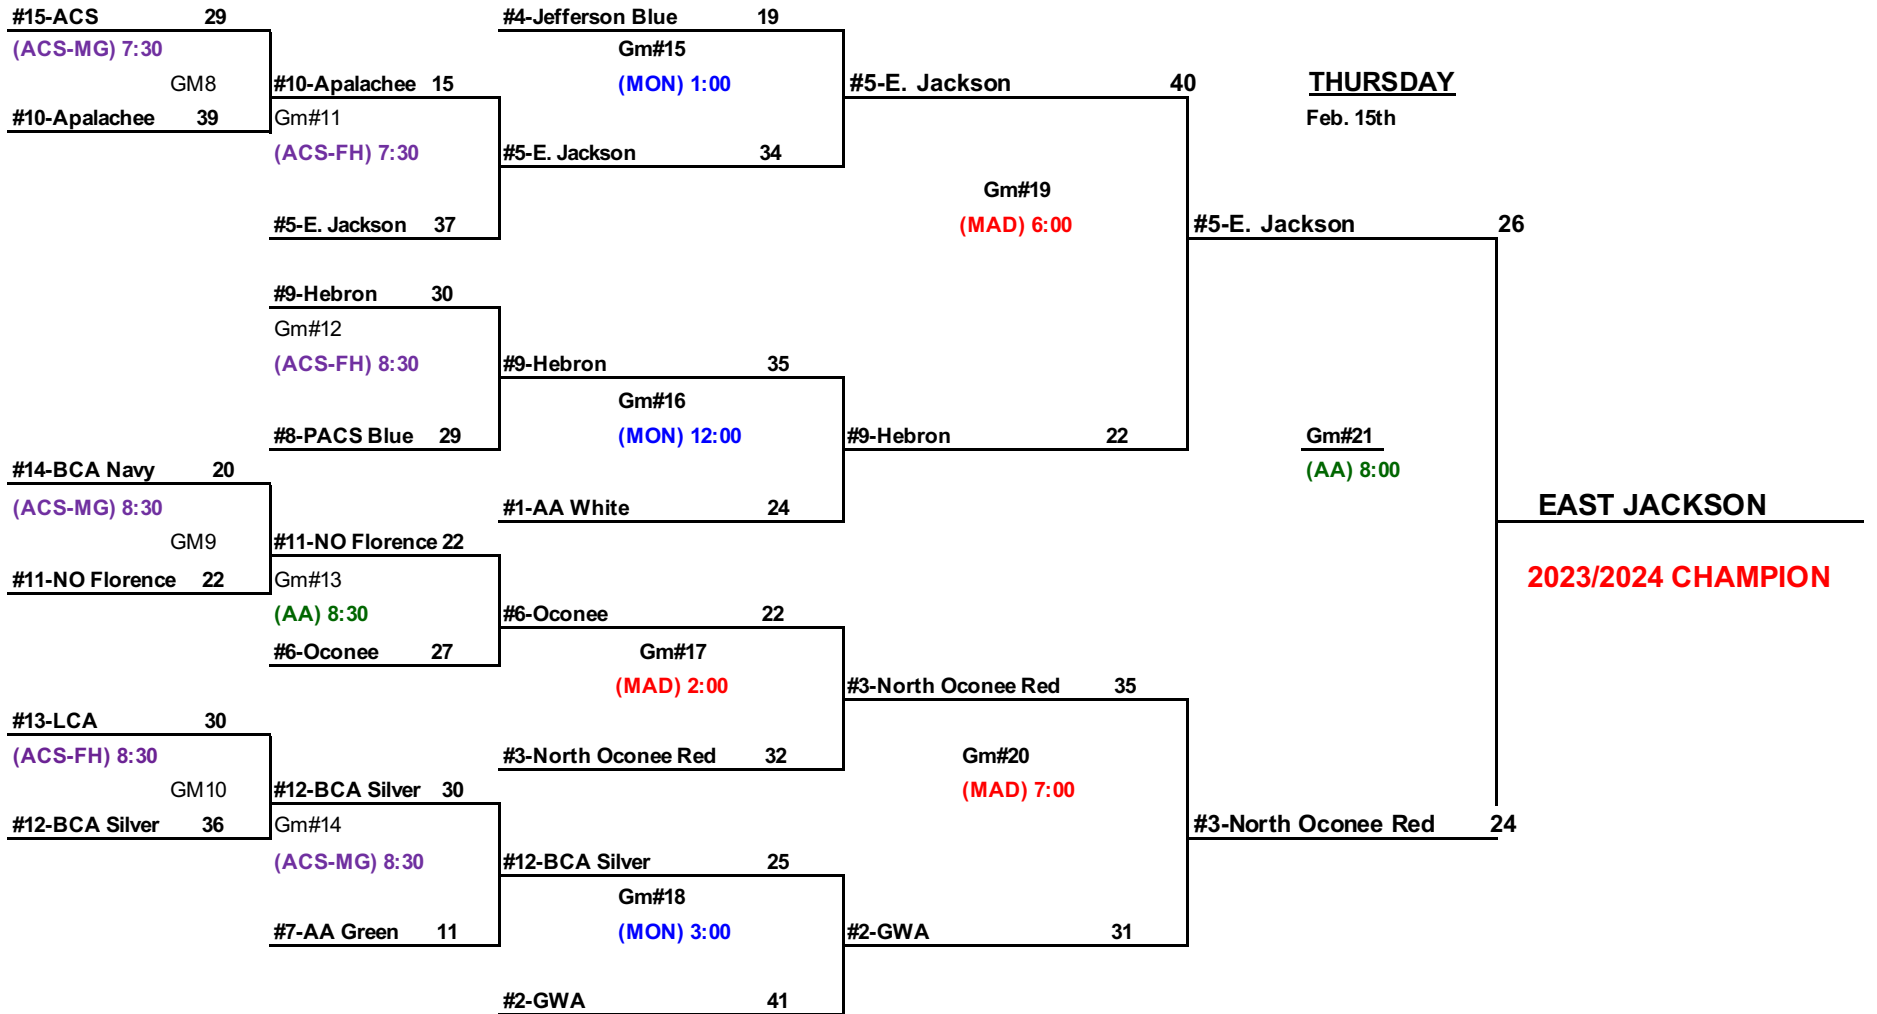 #15-ACS 29 #4-Jefferson Blue 19
(ACS-MG) 7:30 Gm#15
GM8 #10-Apalachee 15 (MON) 1:00 #5-E. Jackson 40 THURSDAY
#10-Apalachee 39 Gm#11 Feb. 15th
(ACS-FH) 7:30 #5-E. Jackson 34
Gm#19
#5-E. Jackson 37 (MAD) 6:00 #5-E. Jackson 26
#9-Hebron 30
Gm#12
(ACS-FH) 8:30 #9-Hebron 35
Gm#16
#8-PACS Blue 29 (MON) 12:00 #9-Hebron 22 Gm#21
#14-BCA Navy 20 (AA) 8:00
(ACS-MG) 8:30 #1-AA White 24 EAST JACKSON
GM9 #11-NO Florence 22
#11-NO Florence 22 Gm#13 2023/2024 CHAMPION
(AA) 8:30 #6-Oconee 22
#6-Oconee 27 Gm#17
(MAD) 2:00 #3-North Oconee Red 35
#13-LCA 30
(ACS-FH) 8:30 #3-North Oconee Red 32 Gm#20
GM10 #12-BCA Silver 30 (MAD) 7:00
#12-BCA Silver 36 Gm#14 #3-North Oconee Red 24
(ACS-MG) 8:30 #12-BCA Silver 25
Gm#18
#7-AA Green 11 (MON) 3:00 #2-GWA 31
#2-GWA 41